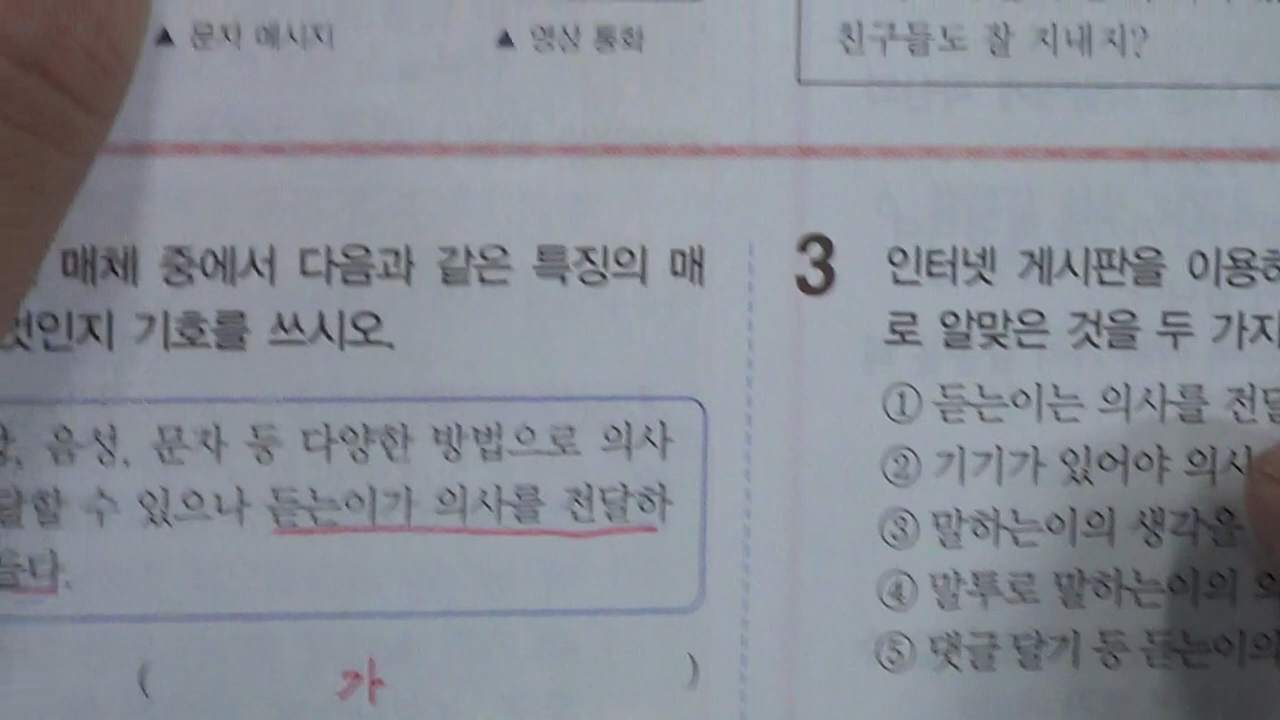 ▲ 문자 메시지
▲ 영상 통화
친구들도 잘 지내지?
매체 중에서 다음과 같은 특징의 매
엇인지 기호를 쓰시오.
음성, 문자 등 다양한 방법으로 의사
달할 수 있으나 듣는이가 의사를 전달하
들다.
( 가 )
3 인터넷 게시판을 이용하
로 알맞은 것을 두 가지
① 듣는이는 의사를 전달
② 기기가 있어야 의사
③ 말하는이의 생각을
④ 말투로 말하는이의
⑤ 댓글 달기 등 듣는이의